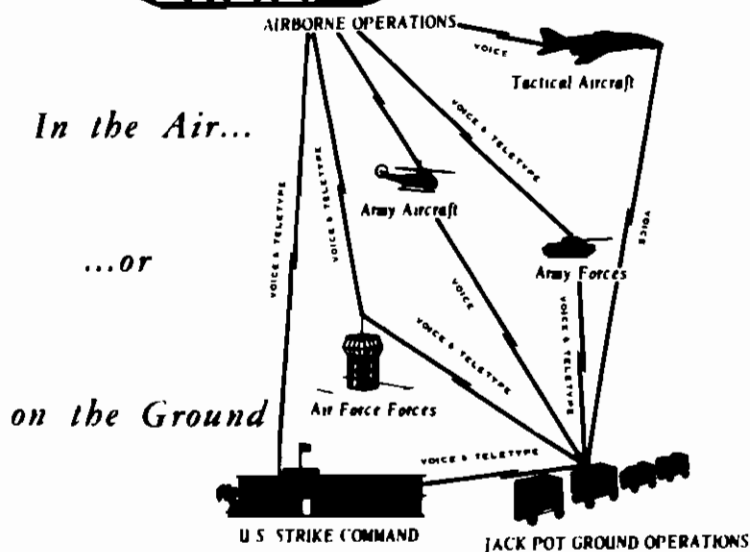 AIRBORNE OPERATIONS
VOICE
Tactical Aircraft
In the Air...
VOICE & TELETYPE
VOICE & TELETYPE
VOICE & TELETYPE
Army Aircraft
VOICE
Army Forces
...or
VOICE
VOICE & TELETYPE
VOICE & TELETYPE
on the Ground
Air Force Forces
VOICE & TELETYPE
U.S. STRIKE COMMAND
JACK POT GROUND OPERATIONS